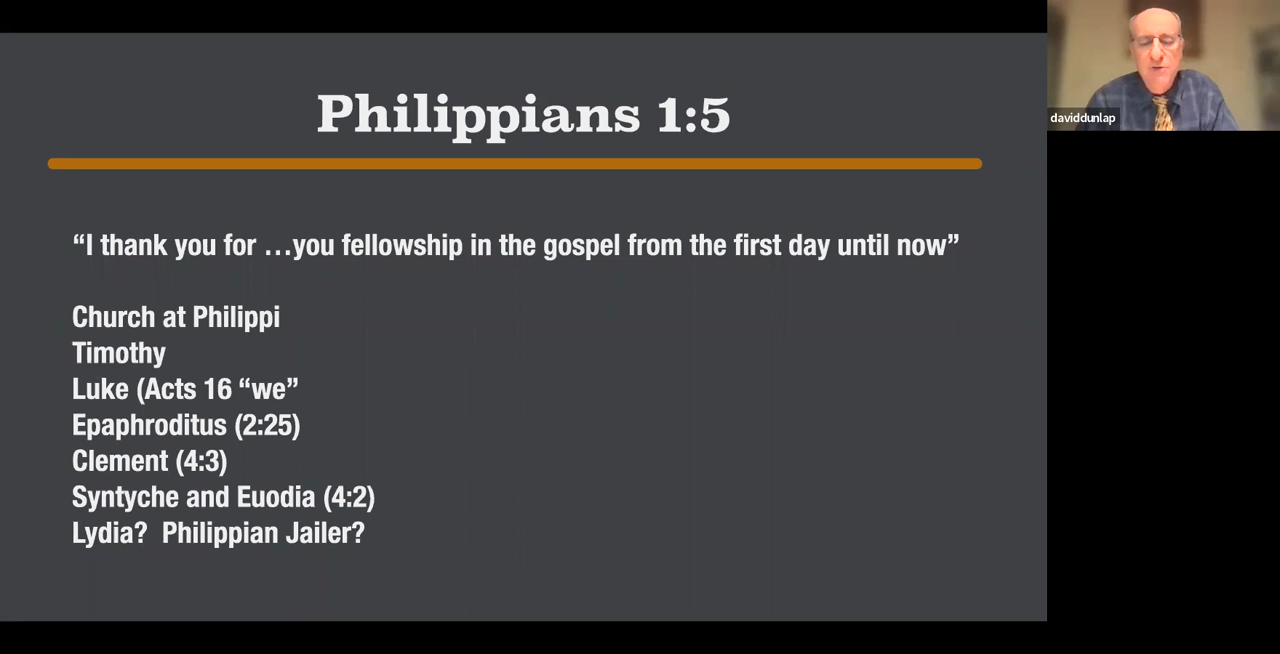 Philippians 1:5
“I thank you for …you fellowship in the gospel from the first day until now”
Church at Philippi
Timothy
Luke (Acts 16 “we”
Epaphroditus (2:25)
Clement (4:3)
Syntyche and Euodia (4:2)
Lydia?  Philippian Jailer?
daviddunlap